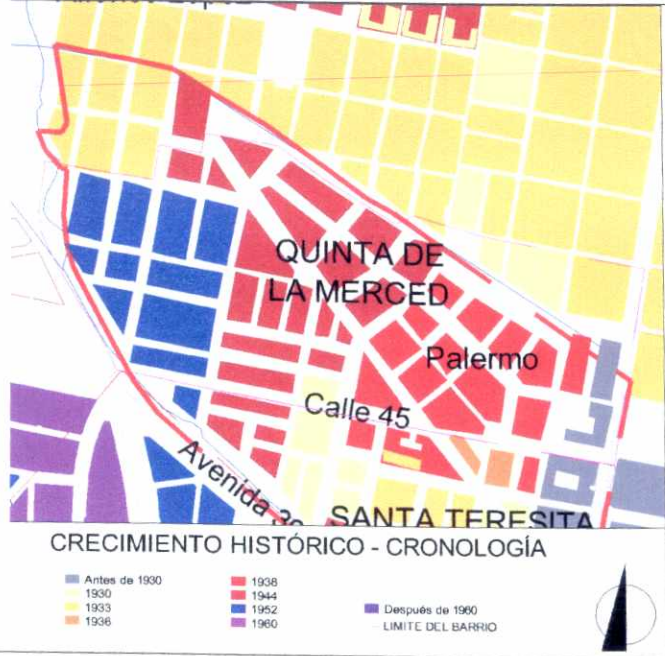 QUINTA DE
LA MERCED
Palermo
Calle 45
Avenida
SANTA TERESITA
CRECIMIENTO HISTÓRICO - CRONOLOGÍA
Antes de 1930
1930
1933
1936
1938
1944
1952
1960
Después de 1960
LIMITE DEL BARRIO